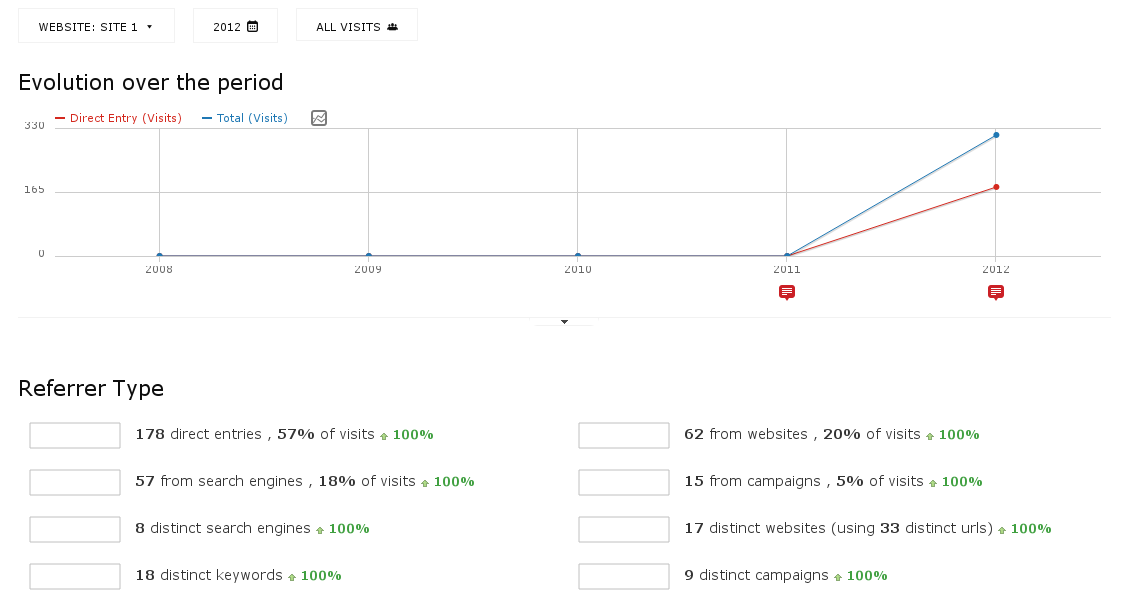 WEBSITE: SITE 1 2012 ALL VISITS
Evolution over the period
Direct Entry (Visits) Total (Visits)
330
165
0
2008 2009 2010 2011 2012
Referrer Type
178 direct entries , 57% of visits 100%
62 from websites , 20% of visits 100%
57 from search engines , 18% of visits 100%
15 from campaigns , 5% of visits 100%
8 distinct search engines 100%
17 distinct websites (using 33 distinct urls) 100%
18 distinct keywords 100%
9 distinct campaigns 100%